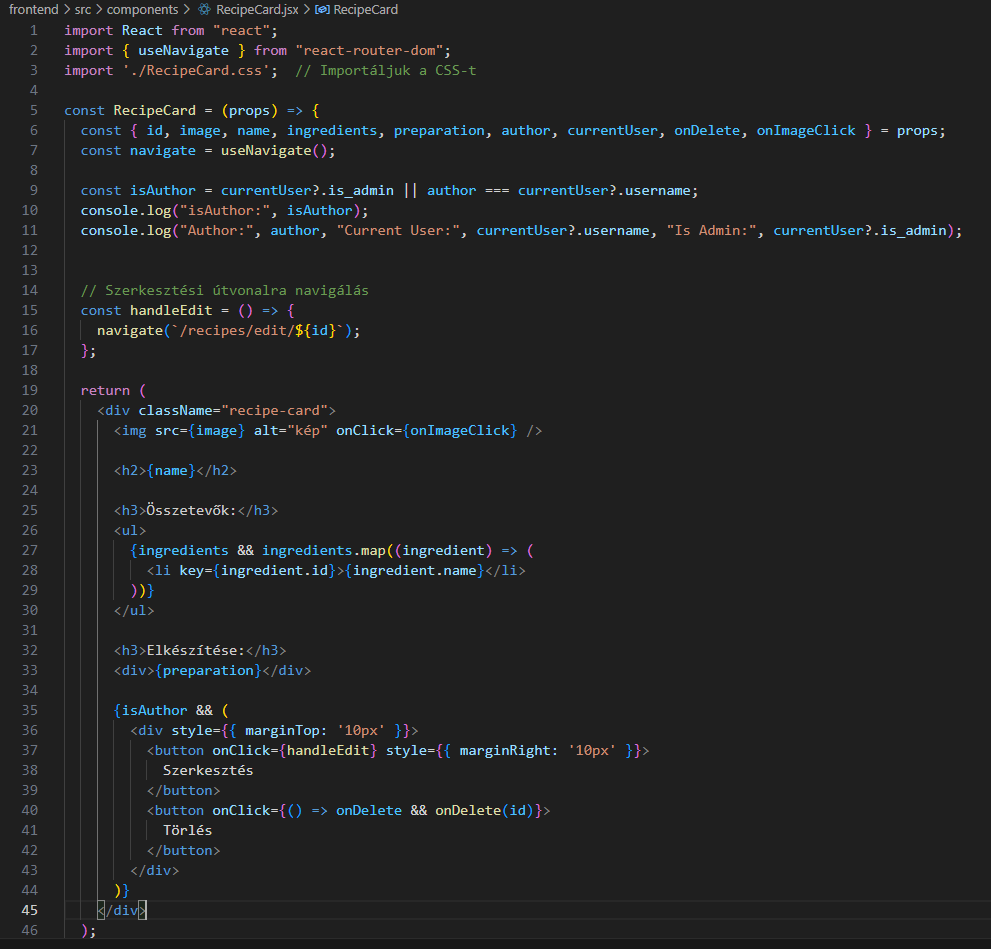 frontend > src > components > RecipeCard.jsx > RecipeCard
1 import React from "react";
2 import { useNavigate } from "react-router-dom";
3 import './RecipeCard.css';  // Importáljuk a CSS-t
4
5 const RecipeCard = (props) => {
6   const { id, image, name, ingredients, preparation, author, currentUser, onDelete, onImageClick } = props;
7   const navigate = useNavigate();
8
9   const isAuthor = currentUser?.is_admin || author === currentUser?.username;
10   console.log("isAuthor:", isAuthor);
11   console.log("Author:", author, "Current User:", currentUser?.username, "Is Admin:", currentUser?.is_admin);
12
13
14   // Szerkesztési útvonalra navigálás
15   const handleEdit = () => {
16     navigate(`/recipes/edit/${id}`);
17   };
18
19   return (
20     <div className="recipe-card">
21       <img src={image} alt="kép" onClick={onImageClick} />
22
23       <h2>{name}</h2>
24
25       <h3>Összetevők:</h3>
26       <ul>
27         {ingredients && ingredients.map((ingredient) => (
28           <li key={ingredient.id}>{ingredient.name}</li>
29         ))}
30       </ul>
31
32       <h3>Elkészítése:</h3>
33       <div>{preparation}</div>
34
35       {isAuthor && (
36         <div style={{ marginTop: '10px' }}>
37           <button onClick={handleEdit} style={{ marginRight: '10px' }}>
38             Szerkesztés
39           </button>
40           <button onClick={() => onDelete && onDelete(id)}>
41             Törlés
42           </button>
43         </div>
44       )}
45     </div>
46   );